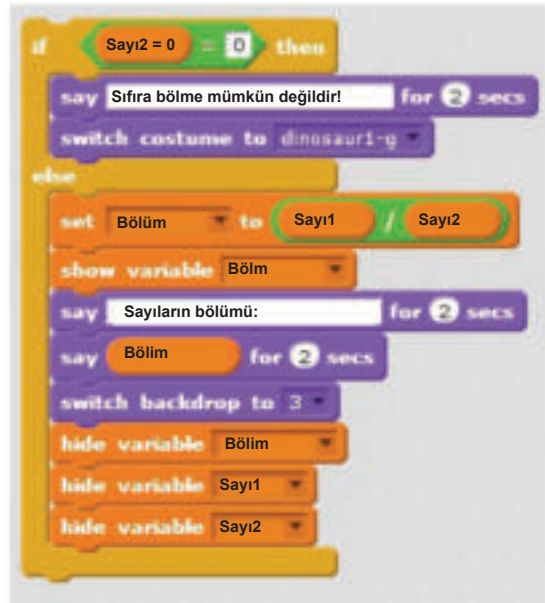 if Sayı2 = 0 = 0 then
say Sıfıra bölme mümkün değildir! for 2 secs
switch costume to dinosaur1-g
else
set Bölüm to Sayı1 / Sayı2
show variable Bölm
say Sayıların bölümü: for 2 secs
say Bölim for 2 secs
switch backdrop to 3
hide variable Bölim
hide variable Sayı1
hide variable Sayı2